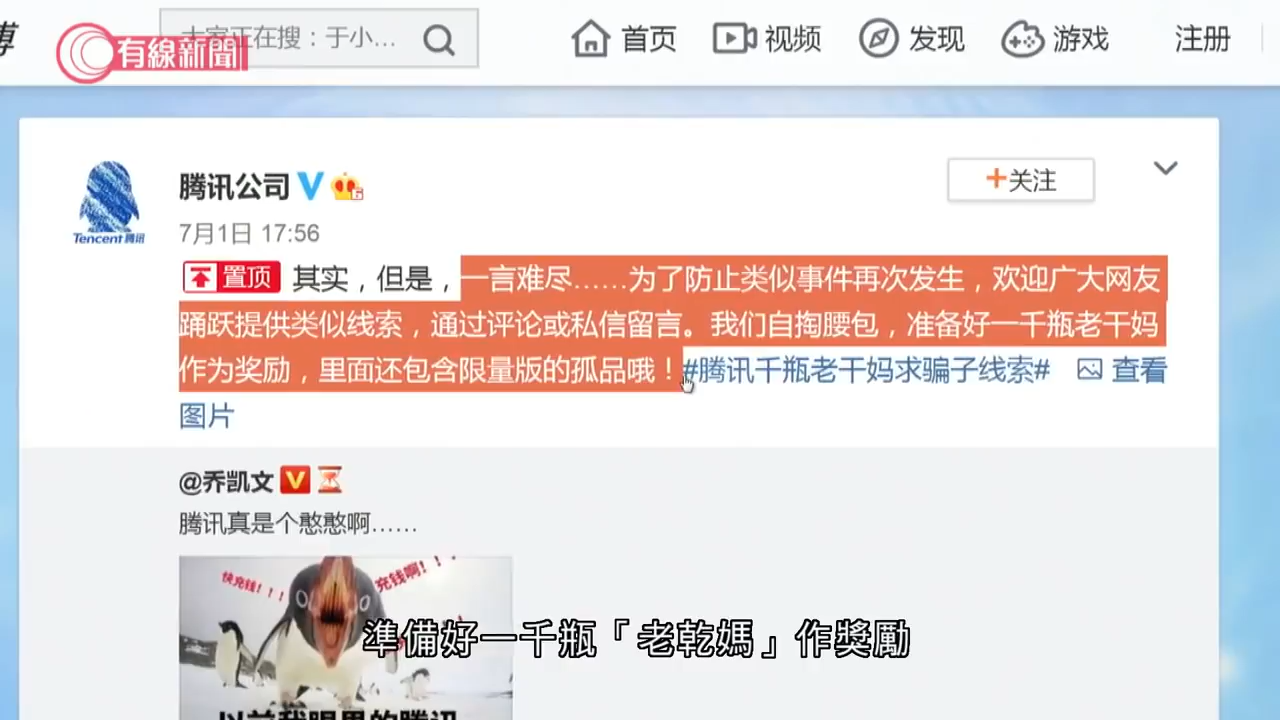 博
大家正在搜：于小...
首页
视频
发现
游戏
注册
有線新聞
腾讯公司
关注
Tencent 腾讯
7月1日 17:56
置顶 其实，但是，一言难尽……为了防止类似事件再次发生，欢迎广大网友
踊跃提供类似线索，通过评论或私信留言。我们自掏腰包，准备好一千瓶老干妈
作为奖励，里面还包含限量版的孤品哦！#腾讯千瓶老干妈求骗子线索# 查看
图片
@乔凯文
腾讯真是个憨憨啊……
快充钱！！！
充钱啊！！！
準備好一千瓶「老乾媽」作獎勵
以前我眼里的腾讯